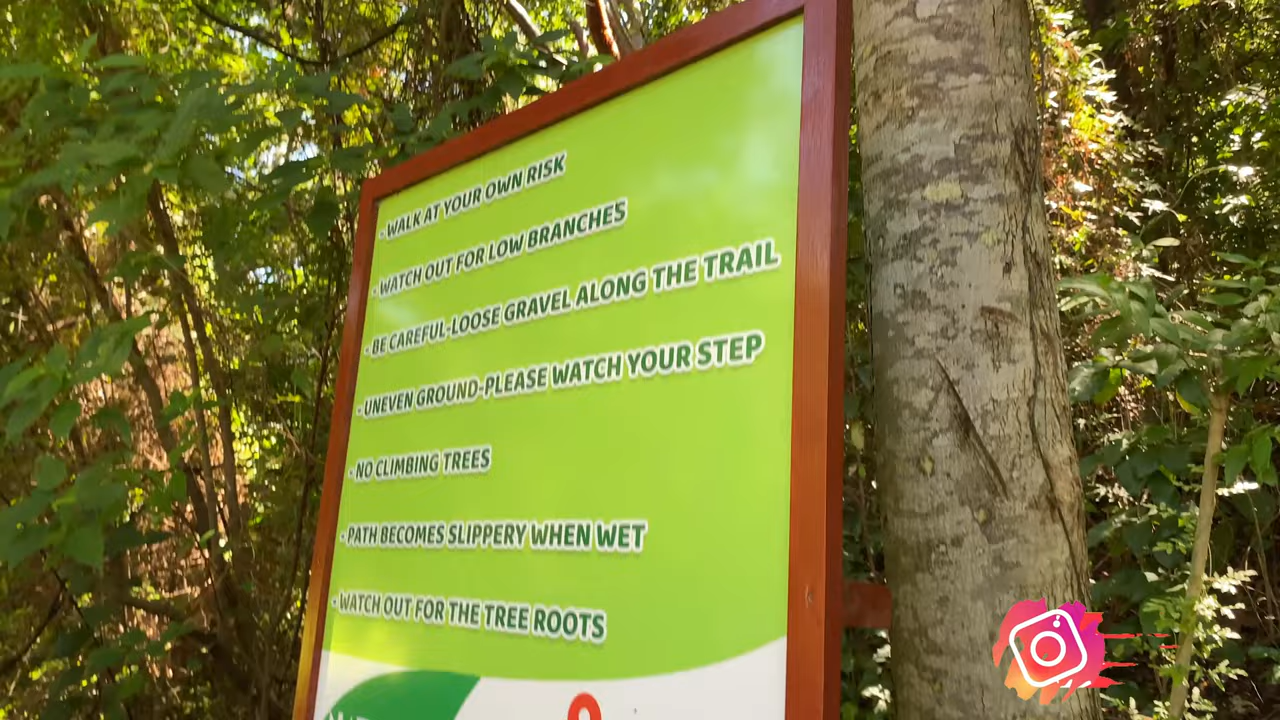 - WALK AT YOUR OWN RISK
- WATCH OUT FOR LOW BRANCHES
- BE CAREFUL-LOOSE GRAVEL ALONG THE TRAIL
- UNEVEN GROUND-PLEASE WATCH YOUR STEP
- NO CLIMBING TREES
- PATH BECOMES SLIPPERY WHEN WET
- WATCH OUT FOR THE TREE ROOTS